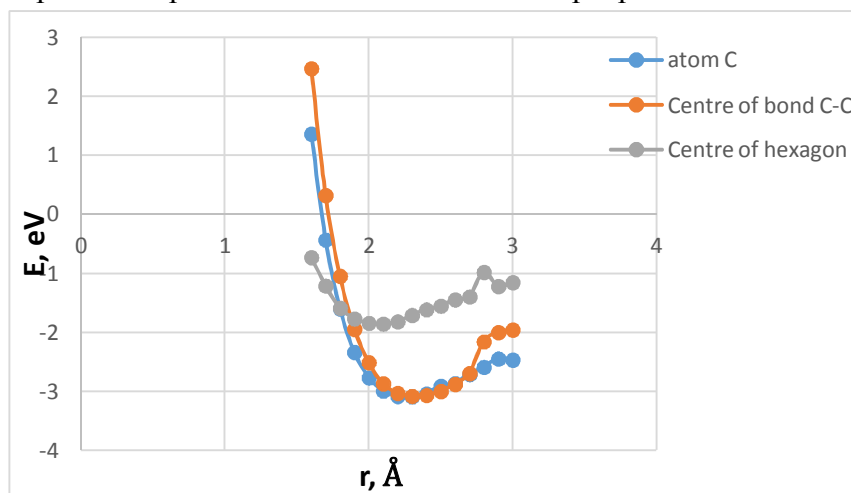 3
2
1
0
-1
-2
-3
-4
0
1
2
3
4
E, eV
r, Å
atom C
Centre of bond C-C
Centre of hexagon